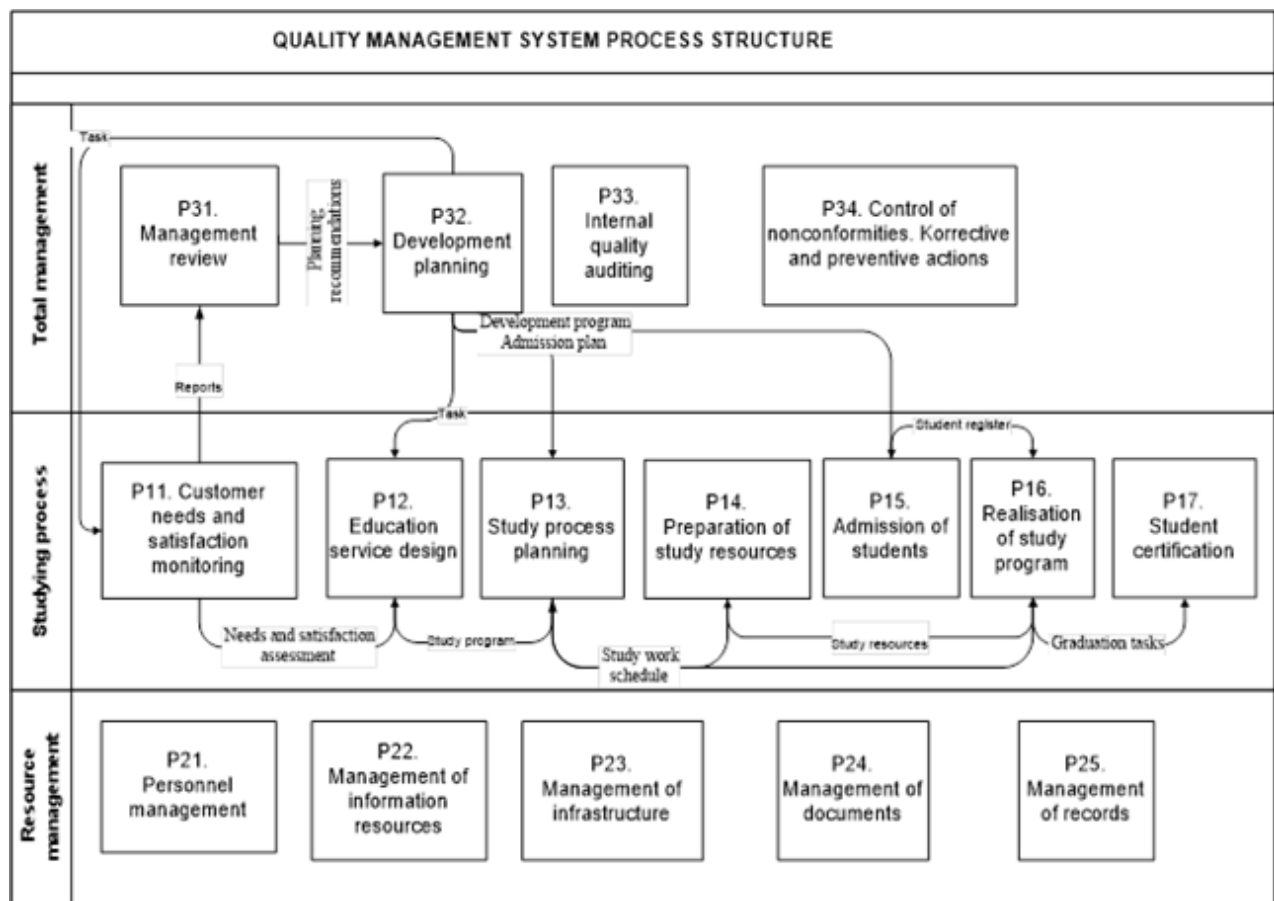 QUALITY MANAGEMENT SYSTEM PROCESS STRUCTURE
Total management
Task
P31.
Management
review
Planning
recommendations
P32.
Development
planning
P33.
Internal
quality
auditing
P34. Control of
nonconformities. Korrective
and preventive actions
Development program
Admission plan
Reports
Task
Student register
Studying process
P11. Customer
needs and
satisfaction
monitoring
P12.
Education
service design
P13.
Study process
planning
P14.
Preparation of
study resources
P15.
Admission of
students
P16.
Realisation
of study
program
P17.
Student
certification
Needs and satisfaction
assessment
Study program
Study work
schedule
Study resources
Graduation tasks
Resource
management
P21.
Personnel
management
P22.
Management of
information
resources
P23.
Management of
infrastructure
P24.
Management of
documents
P25.
Management
of records